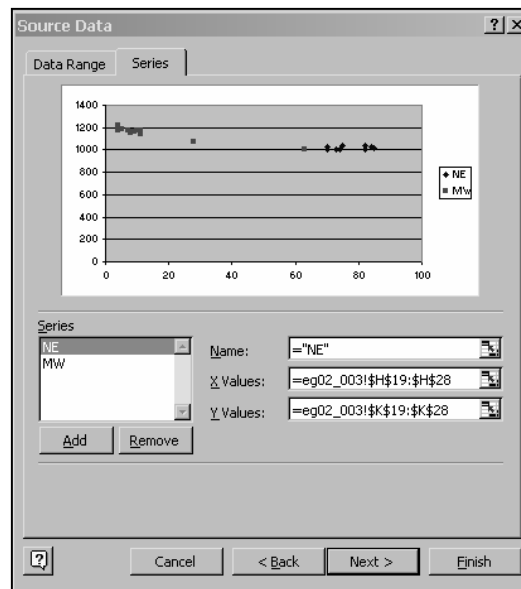 Source Data
Data Range Series
1400
1200
1000
800
600
400
200
0
0 20 40 60 80 100
NE
MW
Series
NE
MW
Name: ="NE"
X Values: =eg02_003!$H$19:$H$28
Y Values: =eg02_003!$K$19:$K$28
Add Remove
Cancel < Back Next > Finish